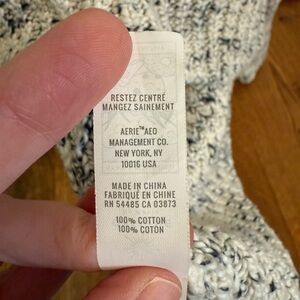 RESTEZ CENTRÉ
MANGEZ SAINEMENT
AERIE™AEO
MANAGEMENT CO.
NEW YORK, NY
10016 USA
MADE IN CHINA
FABRIQUÉ EN CHINE
RN 54485 CA 03873
100% COTTON
100% COTON